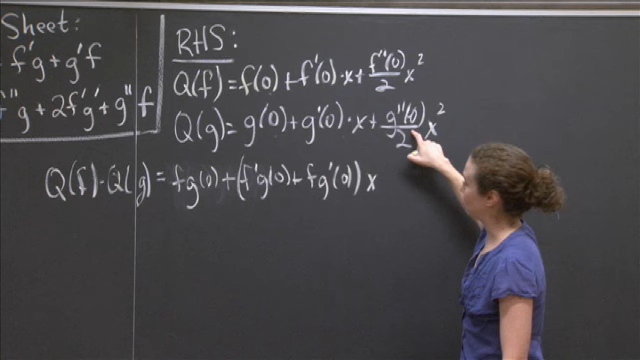 Sheet:
f'g + g'f
"g + 2f'g' + g" f
RHS:
Q(f) = f(0) + f'(0) · x + f''(0)/2 x²
Q(g) = g(0) + g'(0) · x + g''(0)/2 x²
Q(f) · Q(g) = fg(0) + (f'g(0) + fg'(0)) x